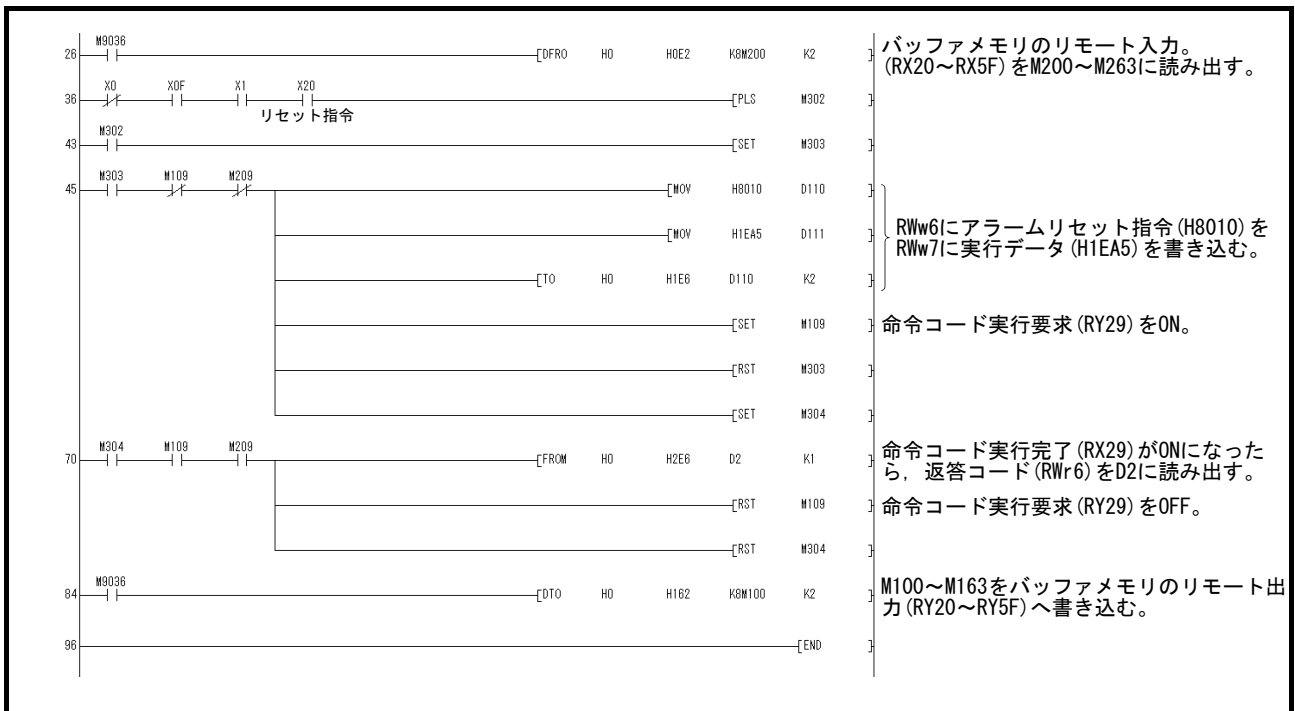 26 M9036 [DFRO H0 H0E2 K8M200 K2 ] バッファメモリのリモート入力。
(RX20～RX5F)をM200～M263に読み出す。
36 X0 X0F X1 X20 [PLS M302 ]
リセット指令
43 M302 [SET M303 ]
45 M303 M109 M209 [MOV H8010 D110 ]
[MOV H1EA5 D111 ]
RWw6にアラームリセット指令(H8010)を
RWw7に実行データ(H1EA5)を書き込む。
[TO H0 H1E6 D110 K2 ]
[SET M109 ] 命令コード実行要求(RY29)をON。
[RST M303 ]
[SET M304 ]
70 M304 M109 M209 [FROM H0 H2E6 D2 K1 ] 命令コード実行完了(RX29)がONになった
ら，返答コード(RWr6)をD2に読み出す。
[RST M109 ] 命令コード実行要求(RY29)をOFF。
[RST M304 ]
84 M9036 [DTO H0 H162 K8M100 K2 ] M100～M163をバッファメモリのリモート出
力(RY20～RY5F)へ書き込む。
96 [END ]